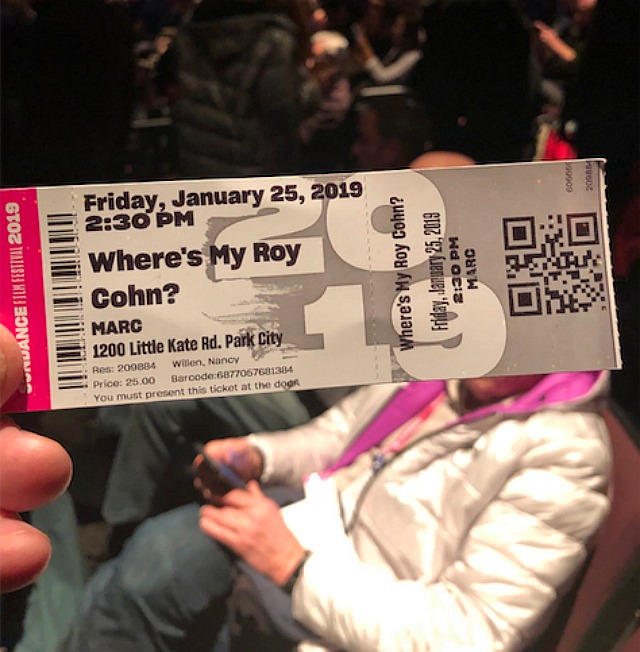 SUNDANCE FILM FESTIVAL 2019
Friday, January 25, 2019
2:30 PM
Where's My Roy
Cohn?
MARC
1200 Little Kate Rd. Park City
Res: 209884 Willen, Nancy
Price: 25.00 Barcode:6877057681384
You must present this ticket at the door
2019
Where's My Roy Cohn?
Friday, January 25, 2019
2:30 PM
MARC
209884